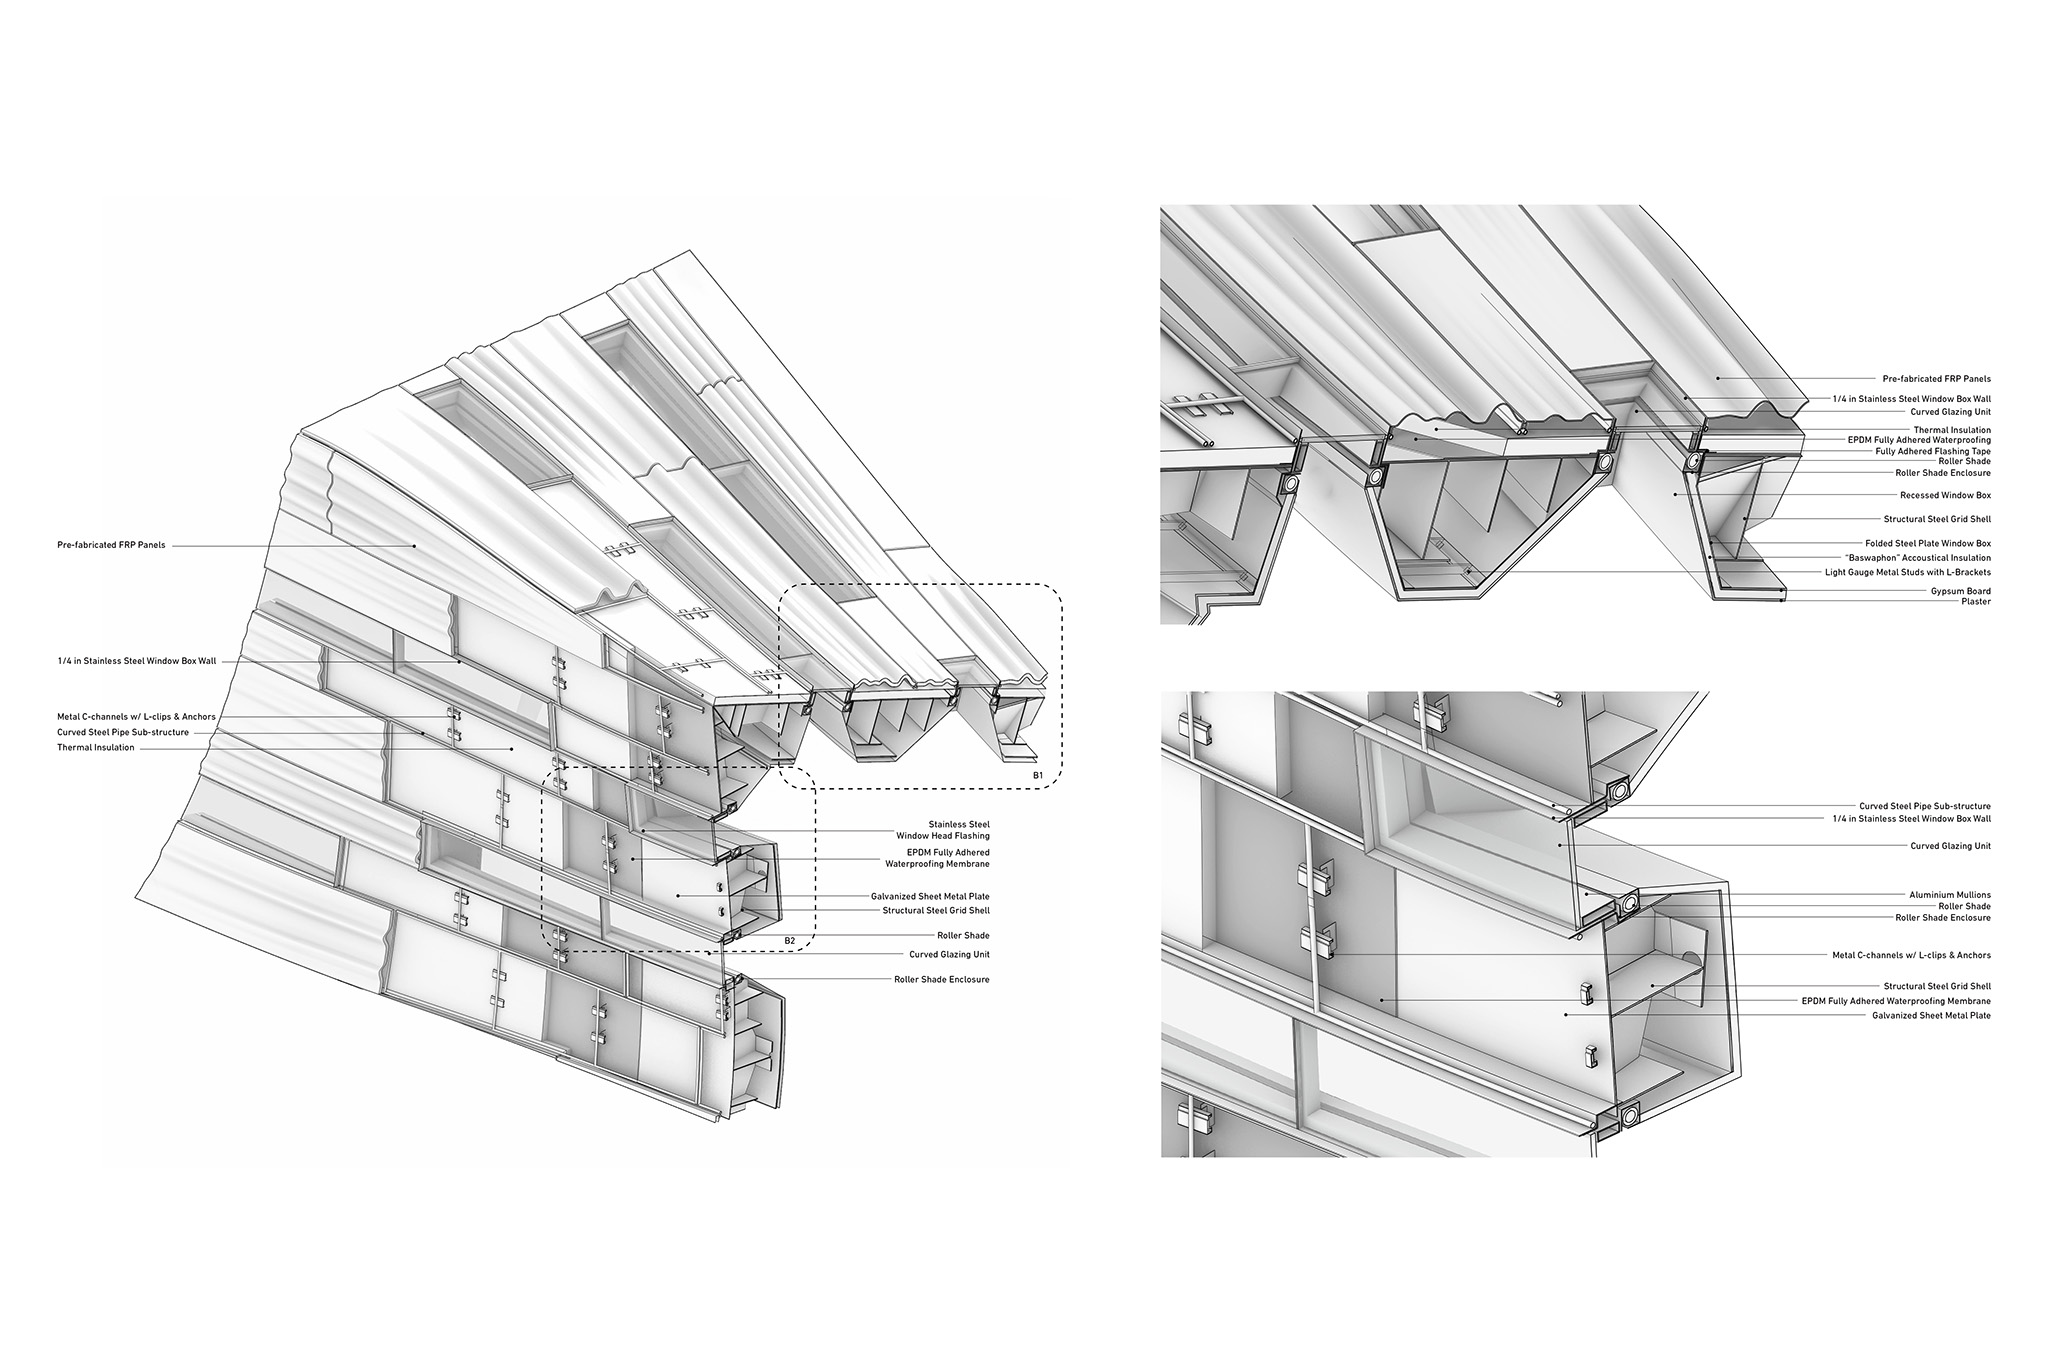 Pre-fabricated FRP Panels
1/4 in Stainless Steel Window Box Wall
Metal C-channels w/ L-clips & Anchors
Curved Steel Pipe Sub-structure
Thermal Insulation
B1
B2
Stainless Steel
Window Head Flashing
EPDM Fully Adhered
Waterproofing Membrane
Galvanized Sheet Metal Plate
Structural Steel Grid Shell
Roller Shade
Curved Glazing Unit
Roller Shade Enclosure
Pre-fabricated FRP Panels
1/4 in Stainless Steel Window Box Wall
Curved Glazing Unit
Thermal Insulation
EPDM Fully Adhered Waterproofing
Fully Adhered Flashing Tape
Roller Shade
Roller Shade Enclosure
Recessed Window Box
Structural Steel Grid Shell
Folded Steel Plate Window Box
“Baswaphon” Accoustical Insulation
Light Gauge Metal Studs with L-Brackets
Gypsum Board
Plaster
Curved Steel Pipe Sub-structure
1/4 in Stainless Steel Window Box Wall
Curved Glazing Unit
Aluminium Mullions
Roller Shade
Roller Shade Enclosure
Metal C-channels w/ L-clips & Anchors
Structural Steel Grid Shell
EPDM Fully Adhered Waterproofing Membrane
Galvanized Sheet Metal Plate